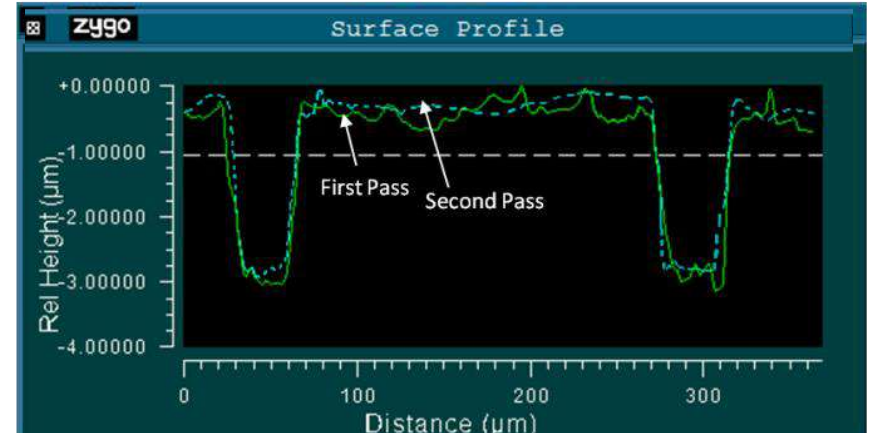 zygo
Surface Profile
+0.00000
-1.00000
-2.00000
-3.00000
-4.00000
Rel Height (µm)
First Pass
Second Pass
0
100
200
300
Distance (µm)